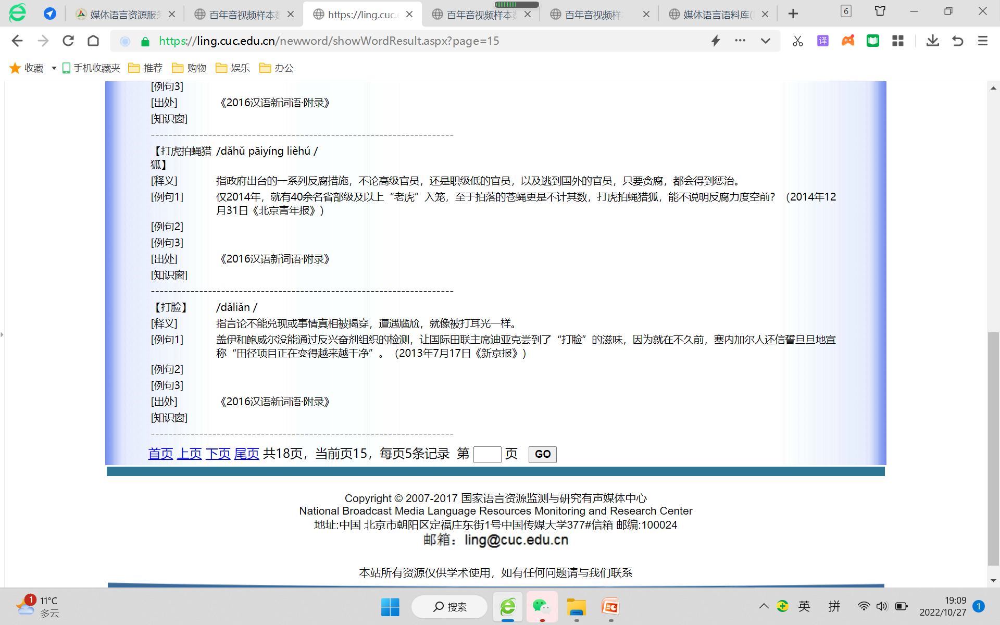 媒体语言资源服务
百年音视频样本数
https://ling.cuc.e
百年音视频样本数
百年音视频样本
媒体语言语料库(
6
https://ling.cuc.edu.cn/newword/showWordResult.aspx?page=15
译
收藏 手机收藏夹 推荐 购物 娱乐 办公
[例句3]
[出处] 《2016汉语新词语·附录》
[知识窗]
----------------------------------------------------------------------
【打虎拍蝇猎 /dǎhǔ pāiyíng lièhú /
狐】
[释义] 指政府出台的一系列反腐措施，不论高级官员，还是职级低的官员，以及逃到国外的官员，只要贪腐，都会得到惩治。
[例句1] 仅2014年，就有40余名省部级及以上“老虎”入笼，至于拍落的苍蝇更是不计其数，打虎拍蝇猎狐，能不说明反腐力度空前？（2014年12
月31日《北京青年报》）
[例句2]
[例句3]
[出处] 《2016汉语新词语·附录》
[知识窗]
----------------------------------------------------------------------
【打脸】 /dǎliǎn /
[释义] 指言论不能兑现或事情真相被揭穿，遭遇尴尬，就像被打耳光一样。
[例句1] 盖伊和鲍威尔没能通过反兴奋剂组织的检测，让国际田联主席迪亚克尝到了“打脸”的滋味，因为就在不久前，塞内加尔人还信誓旦旦地宣
称“田径项目正在变得越来越干净”。（2013年7月17日《新京报》）
[例句2]
[例句3]
[出处] 《2016汉语新词语·附录》
[知识窗]
----------------------------------------------------------------------
首页 上页 下页 尾页 共18页，当前页15，每页5条记录 第 页 GO
Copyright © 2007-2017 国家语言资源监测与研究有声媒体中心
National Broadcast Media Language Resources Monitoring and Research Center
地址:中国 北京市朝阳区定福庄东街1号中国传媒大学377#信箱 邮编:100024
邮箱：ling@cuc.edu.cn
本站所有资源仅供学术使用，如有任何问题请与我们联系
1 11°C
多云
搜索
英 拼
19:09
2022/10/27
1